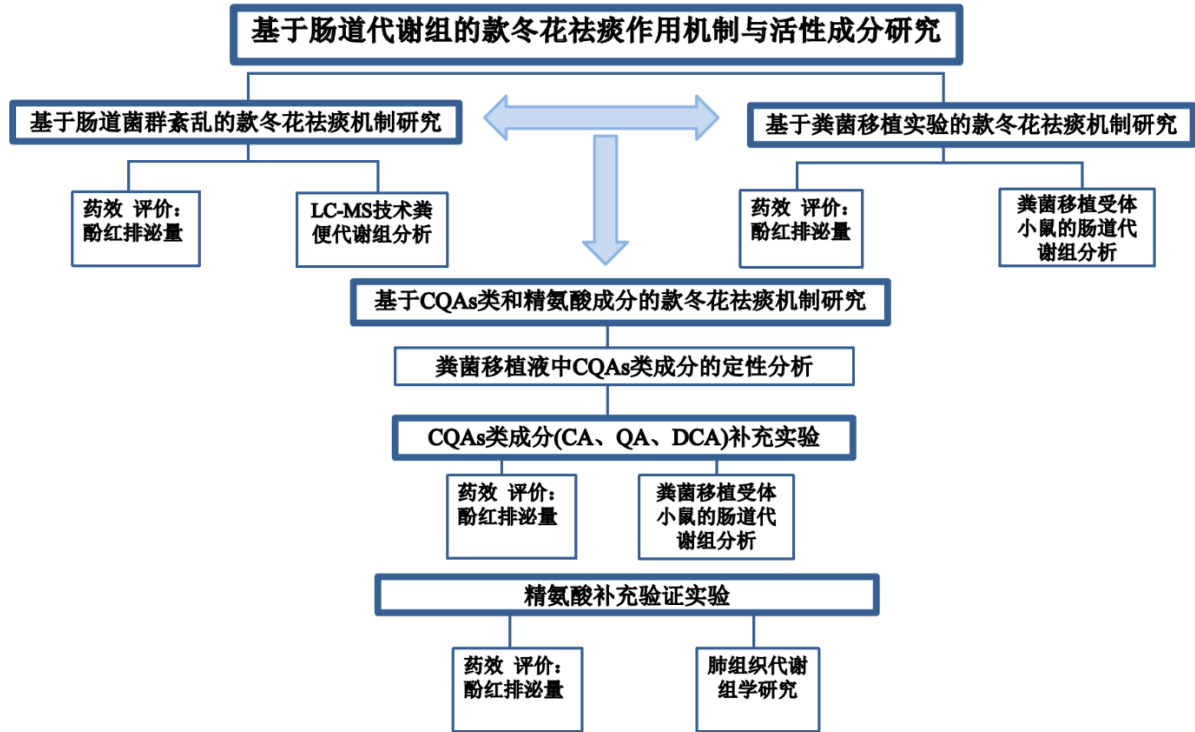 基于肠道代谢组的款冬花祛痰作用机制与活性成分研究
基于肠道菌群紊乱的款冬花祛痰机制研究
基于粪菌移植实验的款冬花祛痰机制研究
药效 评价:
酚红排泌量
LC-MS技术粪
便代谢组分析
药效 评价:
酚红排泌量
粪菌移植受体
小鼠的肠道代
谢组分析
基于CQAs类和精氨酸成分的款冬花祛痰机制研究
粪菌移植液中CQAs类成分的定性分析
CQAs类成分(CA、QA、DCA)补充实验
药效 评价:
酚红排泌量
粪菌移植受体
小鼠的肠道代
谢组分析
精氨酸补充验证实验
药效 评价:
酚红排泌量
肺组织代谢
组学研究